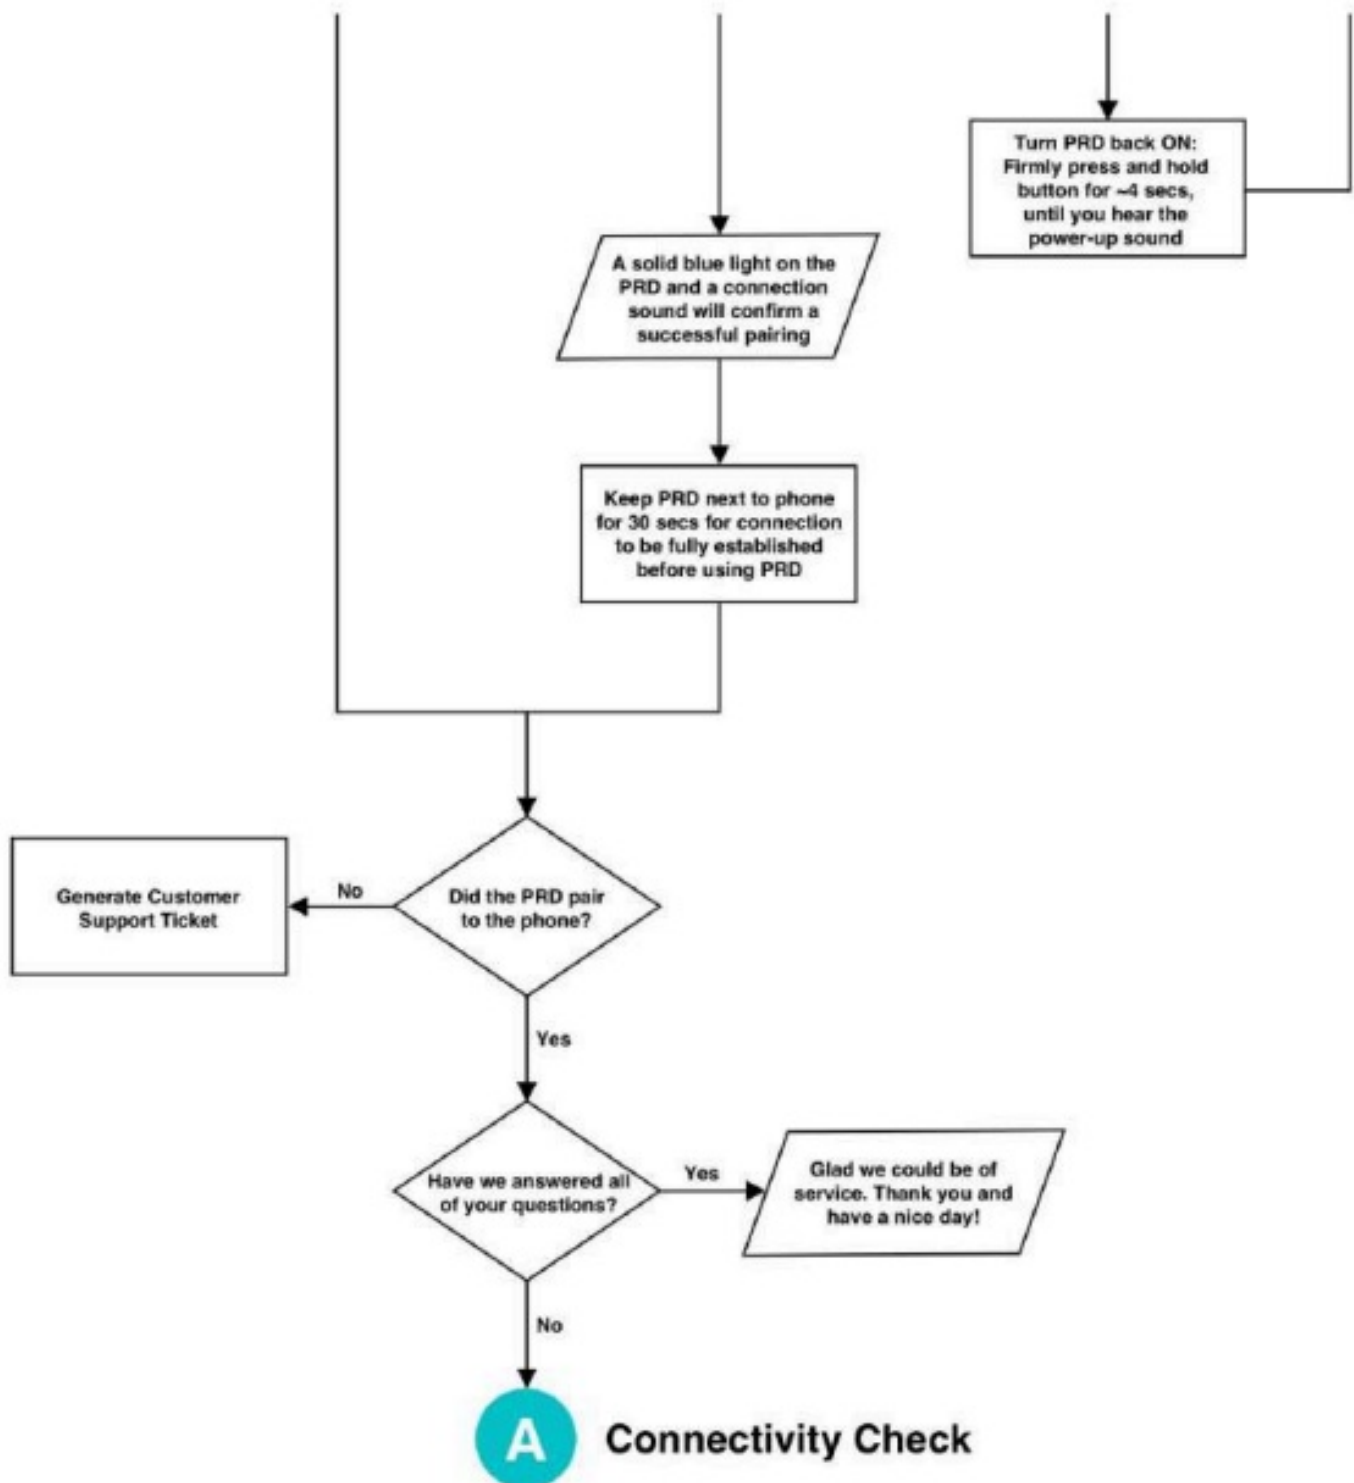 Turn PRD back ON:
Firmly press and hold
button for ~4 secs,
until you hear the
power-up sound
A solid blue light on the
PRD and a connection
sound will confirm a
successful pairing
Keep PRD next to phone
for 30 secs for connection
to be fully established
before using PRD
Generate Customer
Support Ticket
No
Did the PRD pair
to the phone?
Yes
Have we answered all
of your questions?
Yes
Glad we could be of
service. Thank you and
have a nice day!
No
A Connectivity Check